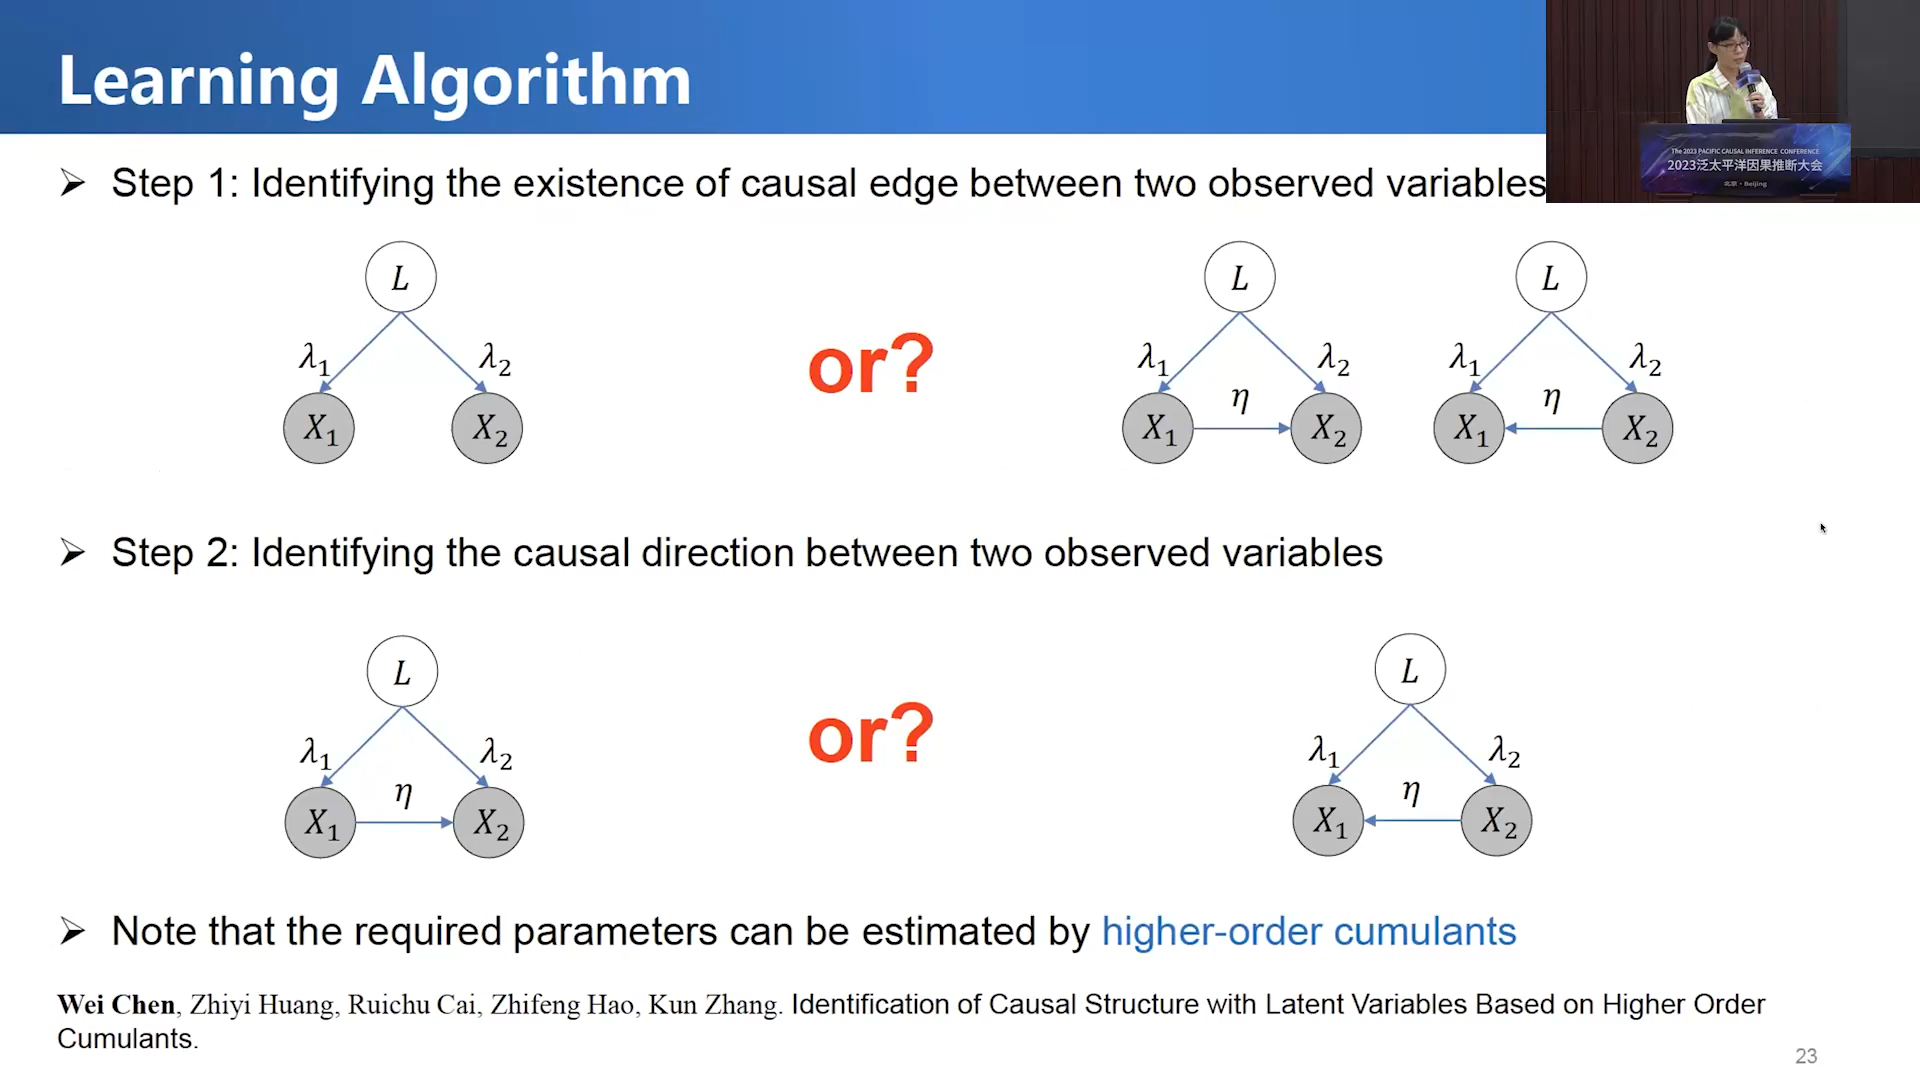 Learning Algorithm
The 2023 PACIFIC CAUSAL INFERENCE CONFERENCE
2023泛太平洋因果推断大会
北京·Beijing
➢ Step 1: Identifying the existence of causal edge between two observed variables
L
L
L
λ₁
λ₂
or?
λ₁
λ₂
λ₁
λ₂
η
η
X₁
X₂
X₁
X₂
X₁
X₂
➢ Step 2: Identifying the causal direction between two observed variables
L
L
λ₁
λ₂
or?
λ₁
λ₂
η
η
X₁
X₂
X₁
X₂
➢ Note that the required parameters can be estimated by higher-order cumulants
Wei Chen, Zhiyi Huang, Ruichu Cai, Zhifeng Hao, Kun Zhang. Identification of Causal Structure with Latent Variables Based on Higher Order
Cumulants.
23